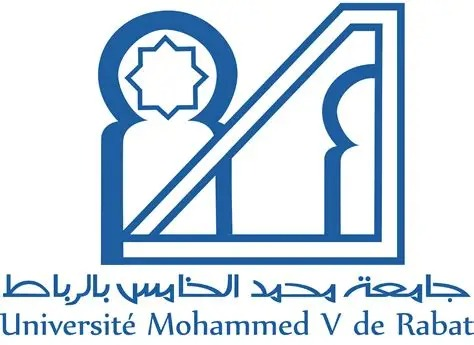 جامعة محمد الخامس بالرباط
Université Mohammed V de Rabat